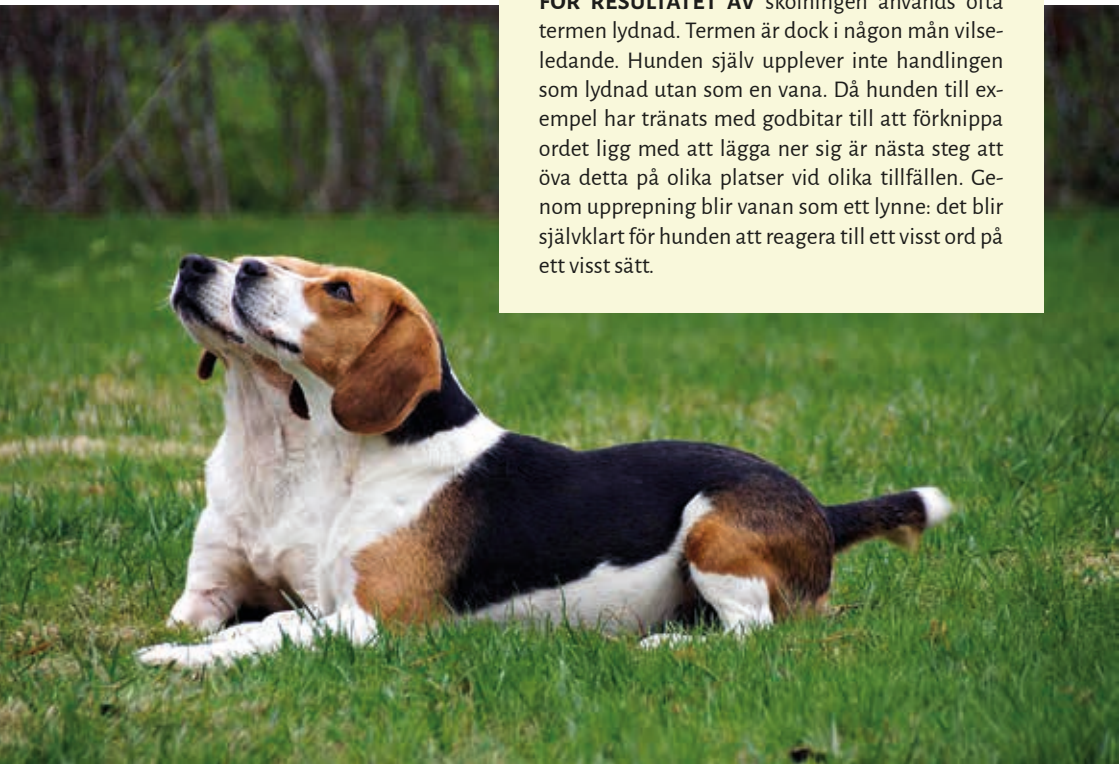 FÖR RESULTATET AV skolningen används ofta
termen lydnad. Termen är dock i någon mån vilse-
ledande. Hunden själv upplever inte handlingen
som lydnad utan som en vana. Då hunden till ex-
empel har tränats med godbitar till att förknippa
ordet ligg med att lägga ner sig är nästa steg att
öva detta på olika platser vid olika tillfällen. Ge-
nom upprepning blir vanan som ett lynne: det blir
självklart för hunden att reagera till ett visst ord på
ett visst sätt.